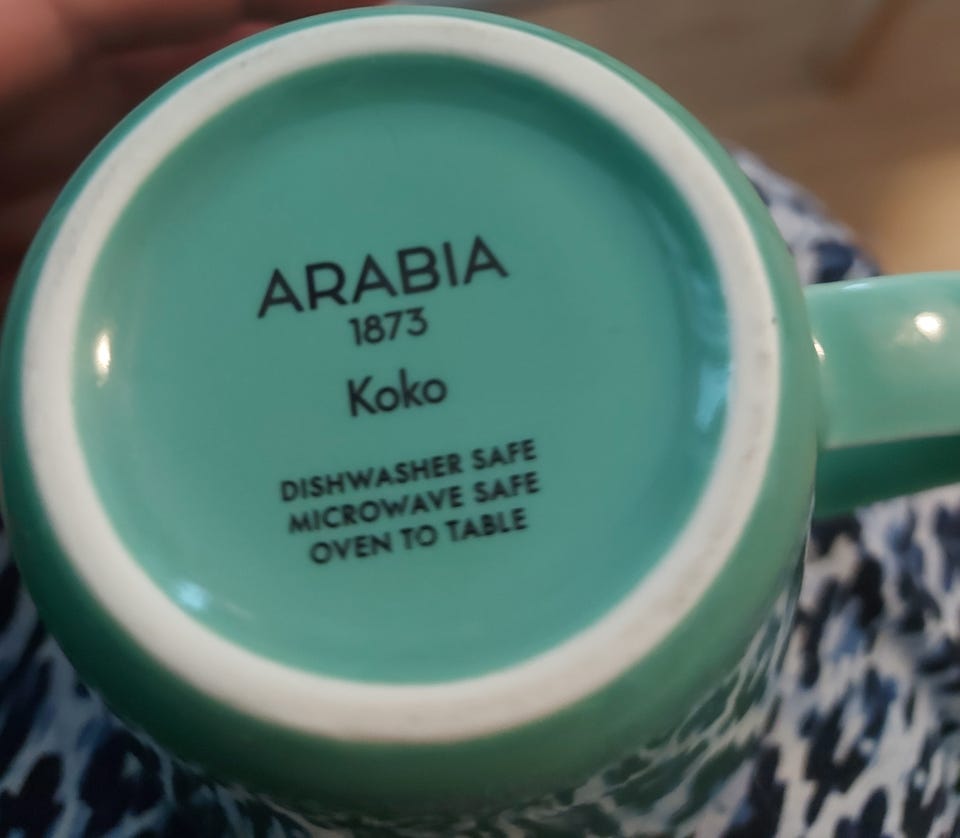 ARABIA
1873
Koko
DISHWASHER SAFE
MICROWAVE SAFE
OVEN TO TABLE